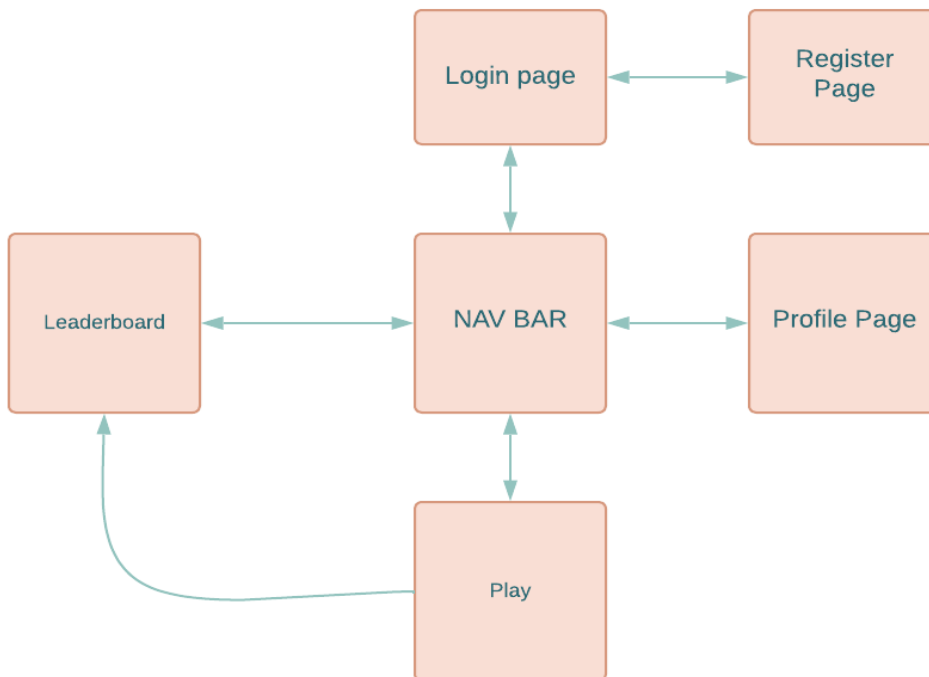 Login page
Register
Page
Leaderboard
NAV BAR
Profile Page
Play